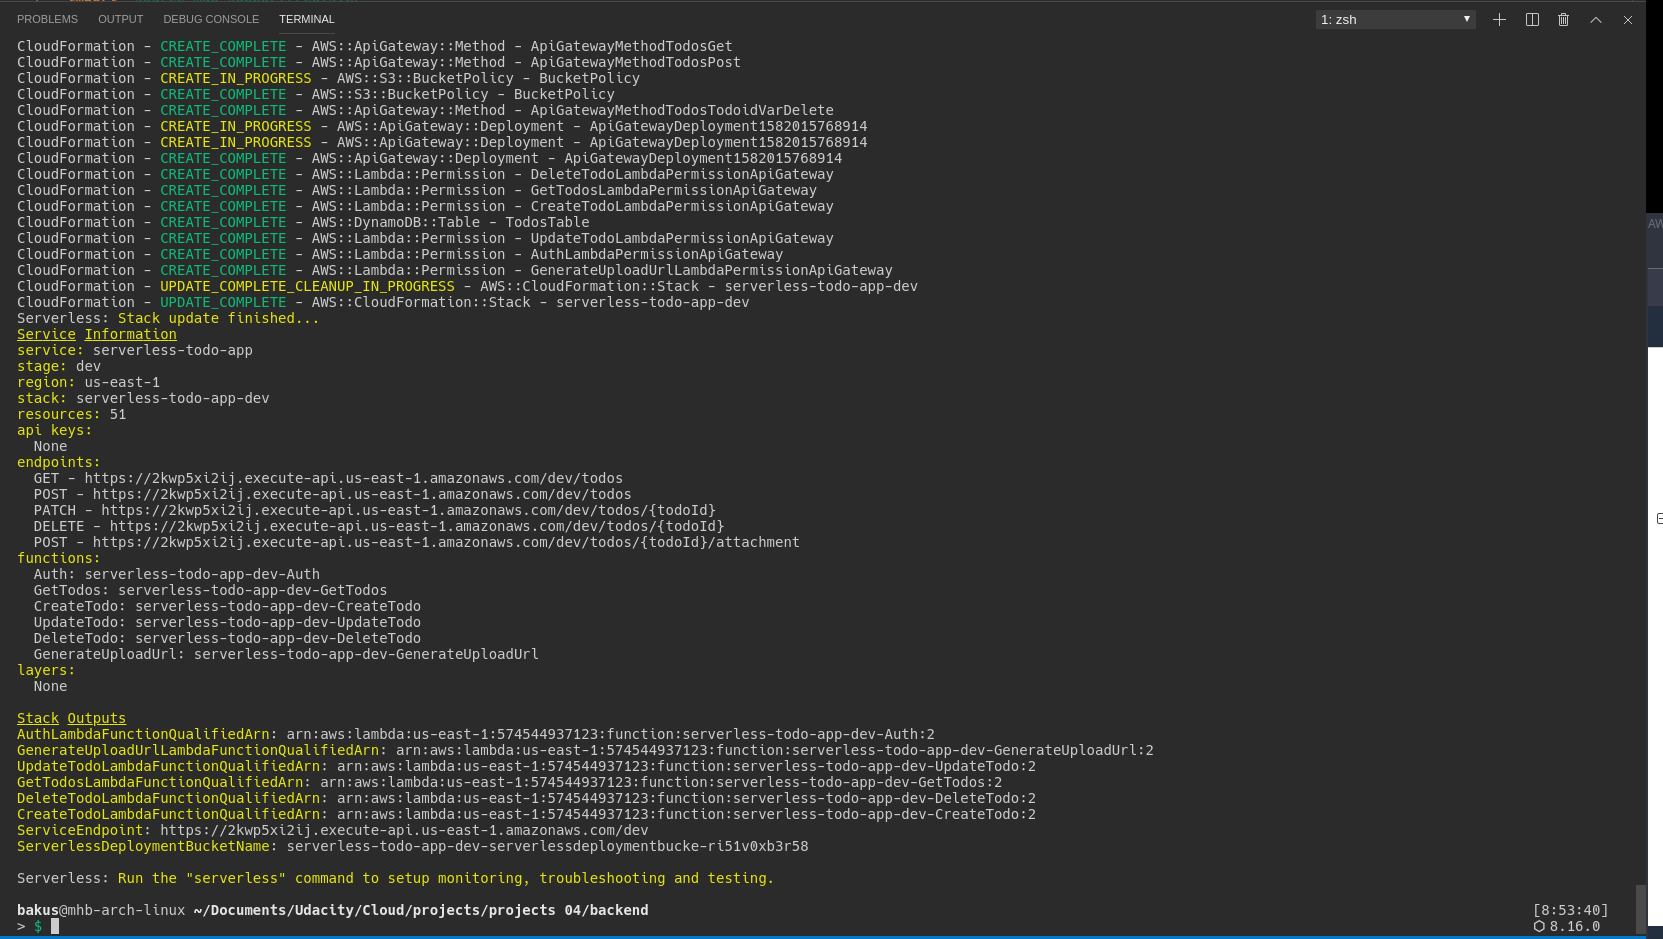 PROBLEMS OUTPUT DEBUG CONSOLE TERMINAL 1: zsh
CloudFormation - CREATE_COMPLETE - AWS::ApiGateway::Method - ApiGatewayMethodTodosGet
CloudFormation - CREATE_COMPLETE - AWS::ApiGateway::Method - ApiGatewayMethodTodosPost
CloudFormation - CREATE_IN_PROGRESS - AWS::S3::BucketPolicy - BucketPolicy
CloudFormation - CREATE_COMPLETE - AWS::S3::BucketPolicy - BucketPolicy
CloudFormation - CREATE_COMPLETE - AWS::ApiGateway::Method - ApiGatewayMethodTodosTodoidVarDelete
CloudFormation - CREATE_IN_PROGRESS - AWS::ApiGateway::Deployment - ApiGatewayDeployment1582015768914
CloudFormation - CREATE_IN_PROGRESS - AWS::ApiGateway::Deployment - ApiGatewayDeployment1582015768914
CloudFormation - CREATE_COMPLETE - AWS::ApiGateway::Deployment - ApiGatewayDeployment1582015768914
CloudFormation - CREATE_COMPLETE - AWS::Lambda::Permission - DeleteTodoLambdaPermissionApiGateway
CloudFormation - CREATE_COMPLETE - AWS::Lambda::Permission - GetTodosLambdaPermissionApiGateway
CloudFormation - CREATE_COMPLETE - AWS::Lambda::Permission - CreateTodoLambdaPermissionApiGateway
CloudFormation - CREATE_COMPLETE - AWS::DynamoDB::Table - TodosTable
CloudFormation - CREATE_COMPLETE - AWS::Lambda::Permission - UpdateTodoLambdaPermissionApiGateway
CloudFormation - CREATE_COMPLETE - AWS::Lambda::Permission - AuthLambdaPermissionApiGateway
CloudFormation - CREATE_COMPLETE - AWS::Lambda::Permission - GenerateUploadUrlLambdaPermissionApiGateway
CloudFormation - UPDATE_COMPLETE_CLEANUP_IN_PROGRESS - AWS::CloudFormation::Stack - serverless-todo-app-dev
CloudFormation - UPDATE_COMPLETE - AWS::CloudFormation::Stack - serverless-todo-app-dev
Serverless: Stack update finished...
Service Information
service: serverless-todo-app
stage: dev
region: us-east-1
stack: serverless-todo-app-dev
resources: 51
api keys:
None
endpoints:
GET - https://2kwp5xi2ij.execute-api.us-east-1.amazonaws.com/dev/todos
POST - https://2kwp5xi2ij.execute-api.us-east-1.amazonaws.com/dev/todos
PATCH - https://2kwp5xi2ij.execute-api.us-east-1.amazonaws.com/dev/todos/{todoId}
DELETE - https://2kwp5xi2ij.execute-api.us-east-1.amazonaws.com/dev/todos/{todoId}
POST - https://2kwp5xi2ij.execute-api.us-east-1.amazonaws.com/dev/todos/{todoId}/attachment
functions:
Auth: serverless-todo-app-dev-Auth
GetTodos: serverless-todo-app-dev-GetTodos
CreateTodo: serverless-todo-app-dev-CreateTodo
UpdateTodo: serverless-todo-app-dev-UpdateTodo
DeleteTodo: serverless-todo-app-dev-DeleteTodo
GenerateUploadUrl: serverless-todo-app-dev-GenerateUploadUrl
layers:
None
Stack Outputs
AuthLambdaFunctionQualifiedArn: arn:aws:lambda:us-east-1:574544937123:function:serverless-todo-app-dev-Auth:2
GenerateUploadUrlLambdaFunctionQualifiedArn: arn:aws:lambda:us-east-1:574544937123:function:serverless-todo-app-dev-GenerateUploadUrl:2
UpdateTodoLambdaFunctionQualifiedArn: arn:aws:lambda:us-east-1:574544937123:function:serverless-todo-app-dev-UpdateTodo:2
GetTodosLambdaFunctionQualifiedArn: arn:aws:lambda:us-east-1:574544937123:function:serverless-todo-app-dev-GetTodos:2
DeleteTodoLambdaFunctionQualifiedArn: arn:aws:lambda:us-east-1:574544937123:function:serverless-todo-app-dev-DeleteTodo:2
CreateTodoLambdaFunctionQualifiedArn: arn:aws:lambda:us-east-1:574544937123:function:serverless-todo-app-dev-CreateTodo:2
ServiceEndpoint: https://2kwp5xi2ij.execute-api.us-east-1.amazonaws.com/dev
ServerlessDeploymentBucketName: serverless-todo-app-dev-serverlessdeploymentbucke-ri51v0xb3r58
Serverless: Run the "serverless" command to setup monitoring, troubleshooting and testing.
bakus@mhb-arch-linux ~/Documents/Udacity/Cloud/projects/projects 04/backend [8:53:40]
> $ 8.16.0